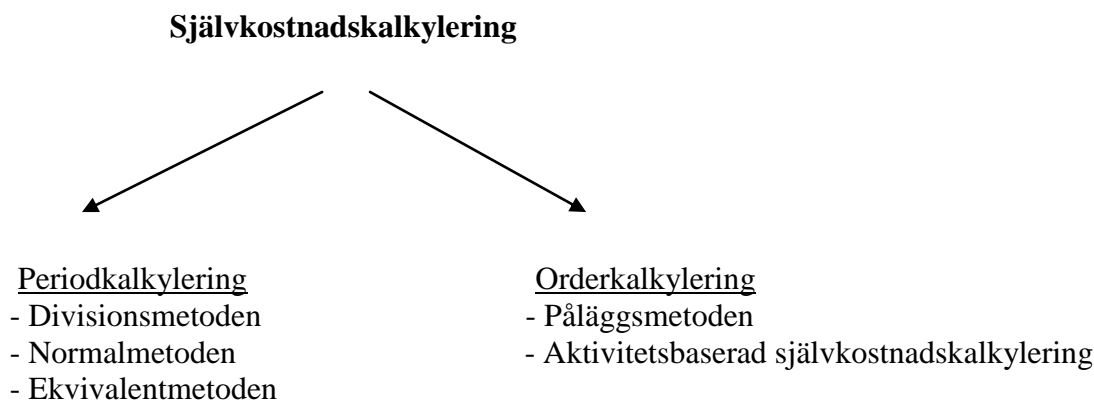 Självkostnadskalkylering
Periodkalkylering
- Divisionsmetoden
- Normalmetoden
- Ekvivalentmetoden
Orderkalkylering
- Påläggsmetoden
- Aktivitetsbaserad självkostnadskalkylering